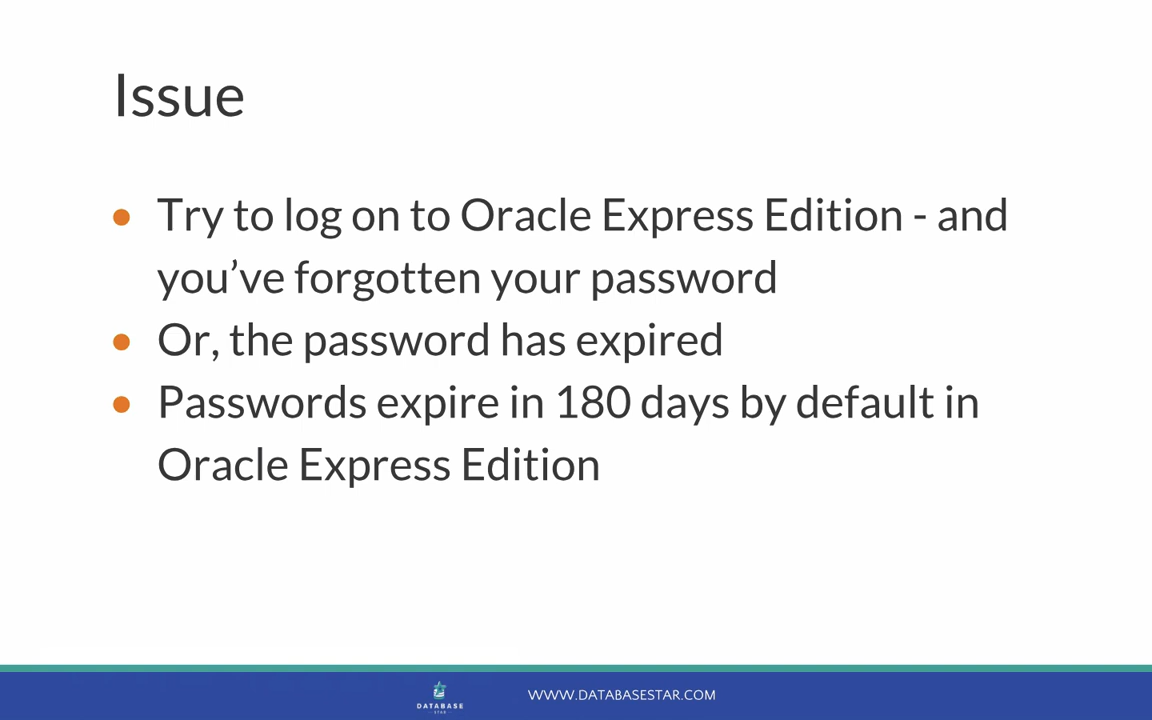 Issue
• Try to log on to Oracle Express Edition - and
you’ve forgotten your password
• Or, the password has expired
• Passwords expire in 180 days by default in
Oracle Express Edition
DATABASE
STAR
WWW.DATABASESTAR.COM